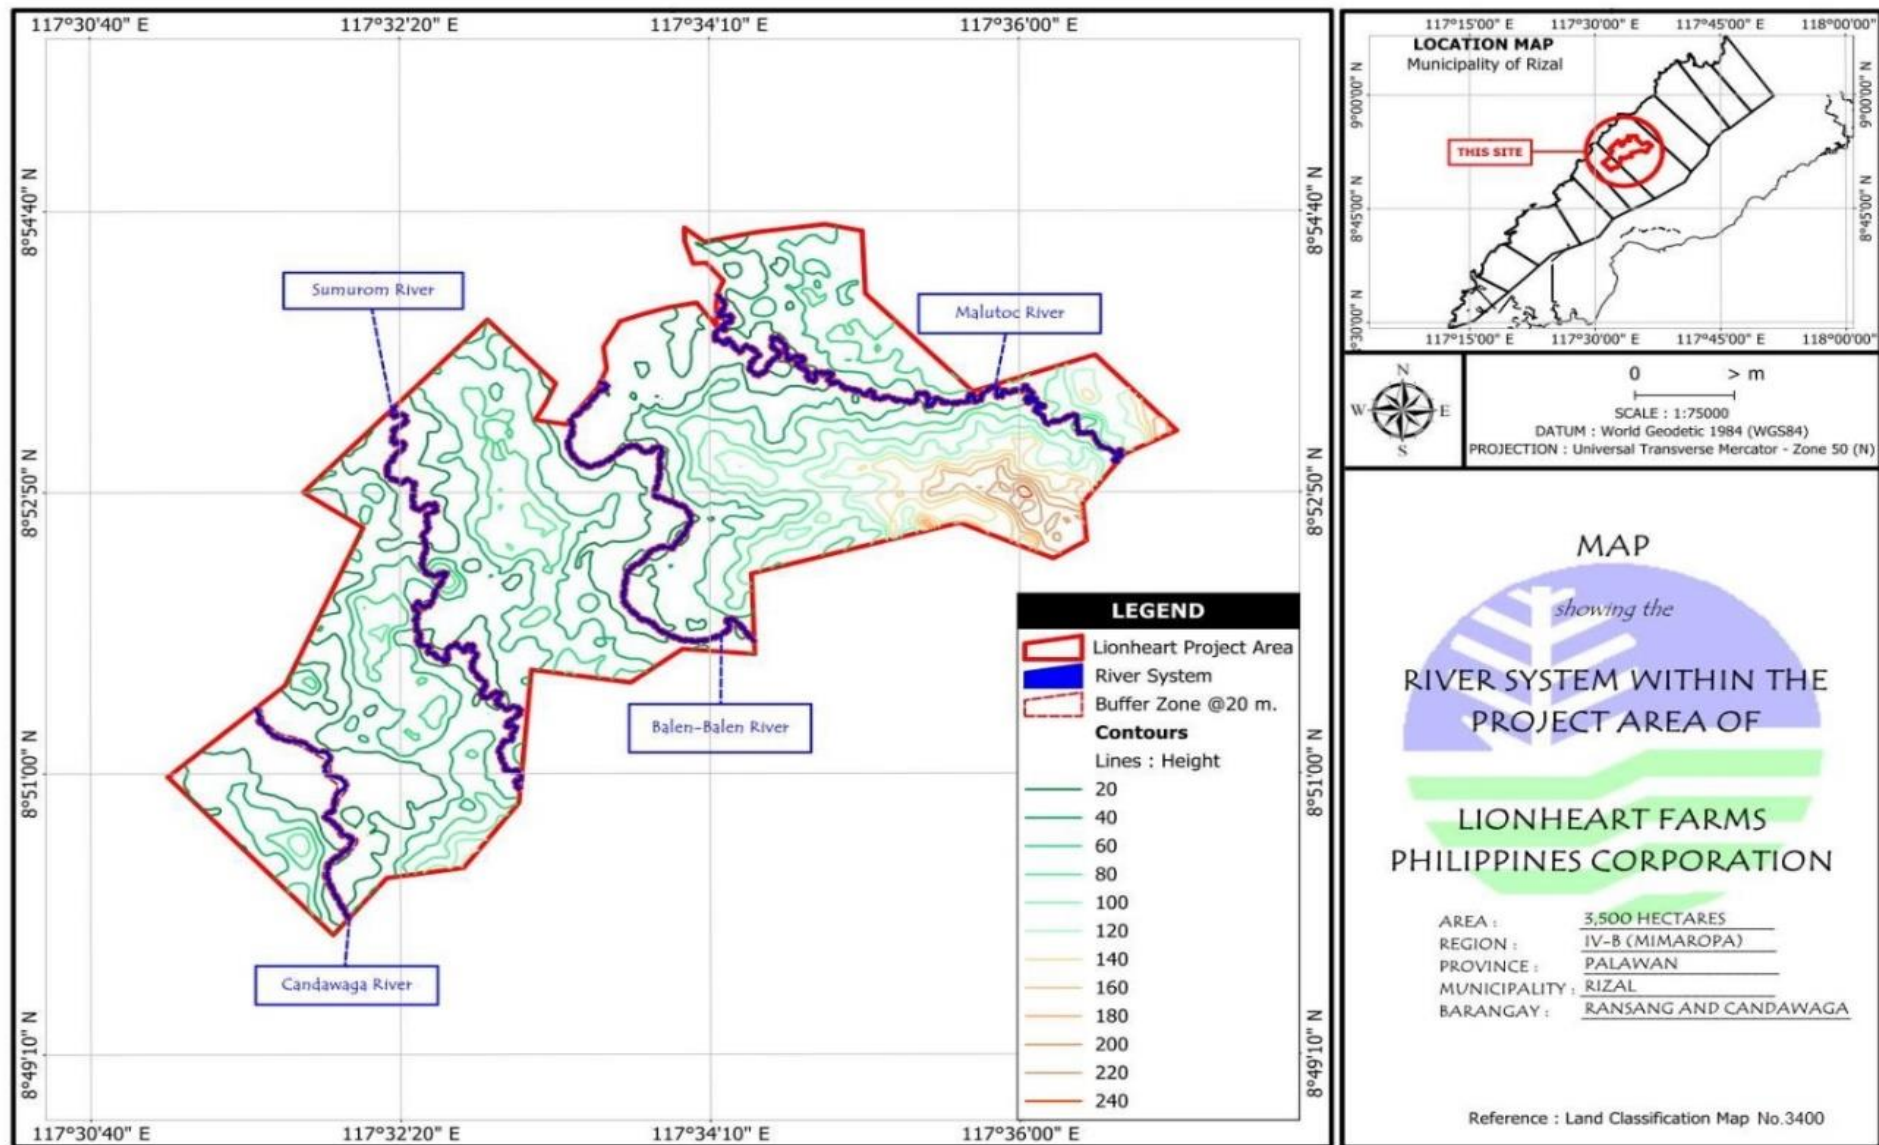 117°30'40" E
117°32'20" E
117°34'10" E
117°36'00" E
8°54'40" N
8°54'40" N
8°52'50" N
8°52'50" N
8°51'00" N
8°51'00" N
8°49'10" N
8°49'10" N
Sumurom River
Malutoc River
Balen-Balen River
Candawaga River
LEGEND
Lionheart Project Area
River System
Buffer Zone @20 m.
Contours
Lines : Height
20
40
60
80
100
120
140
160
180
200
220
240
117°30'40" E
117°32'20" E
117°34'10" E
117°36'00" E
117°15'00" E
117°30'00" E
117°45'00" E
118°00'00" E
LOCATION MAP
Municipality of Rizal
9°00'00" N
9°00'00" N
THIS SITE
8°45'00" N
8°45'00" N
°30'00" N
117°15'00" E
117°30'00" E
117°45'00" E
118°00'00" E
N
W
E
S
0 > m
SCALE : 1:75000
DATUM : World Geodetic 1984 (WGS84)
PROJECTION : Universal Transverse Mercator - Zone 50 (N)
MAP
showing the
RIVER SYSTEM WITHIN THE
PROJECT AREA OF
LIONHEART FARMS
PHILIPPINES CORPORATION
AREA : 3,500 HECTARES
REGION : IV-B (MIMAROPA)
PROVINCE : PALAWAN
MUNICIPALITY : RIZAL
BARANGAY : RANSANG AND CANDAWAGA
Reference : Land Classification Map No.3400